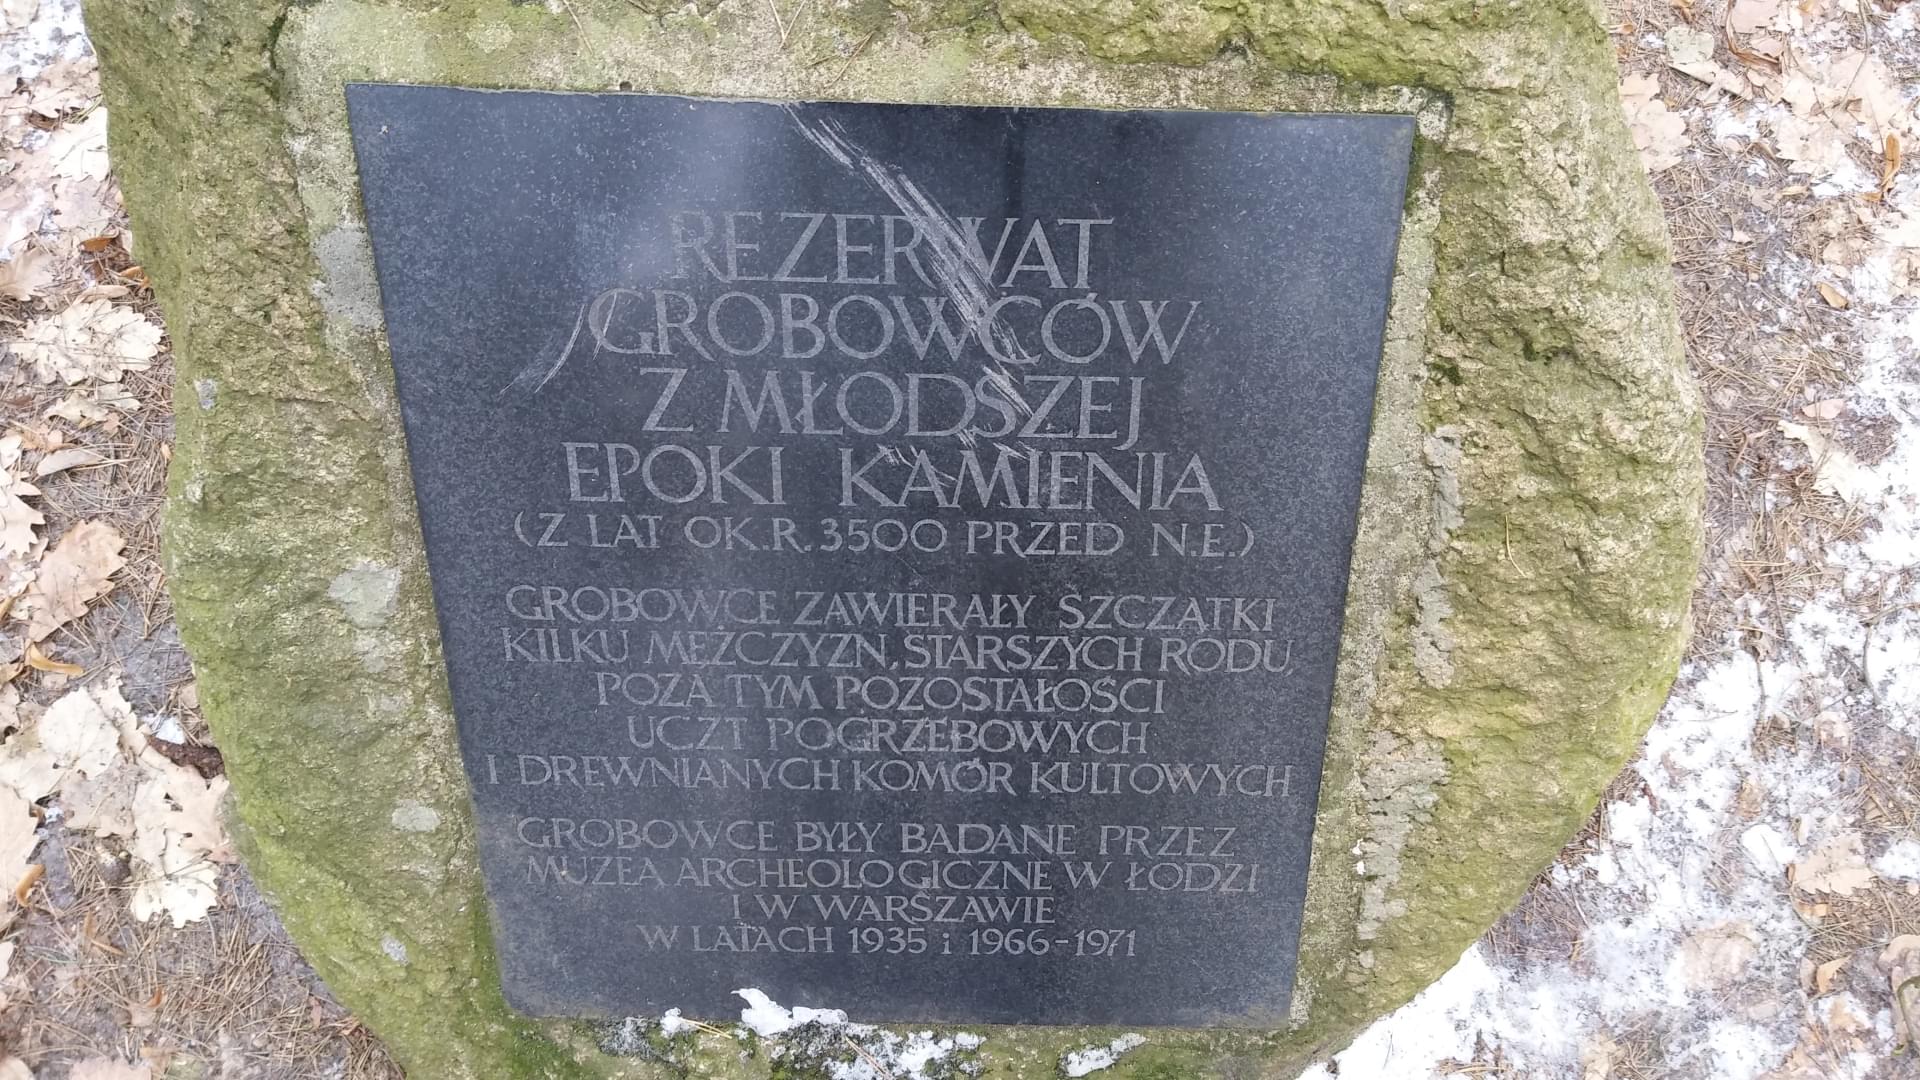 REZERWAT
GROBOWCÓW
Z MŁODSZEJ
EPOKI KAMIENIA
(Z LAT OK.R. 3500 PRZED N.E.)
GROBOWCE ZAWIERAŁY SZCZĄTKI
KILKU MĘŻCZYZN, STARSZYCH RODU,
POZA TYM POZOSTAŁOŚCI
UCZT POGRZEBOWYCH
I DREWNIANYCH KOMÓR KULTOWYCH
GROBOWCE BYŁY BADANE PRZEZ
MUZEA ARCHEOLOGICZNE W ŁODZI
I W WARSZAWIE
W LATACH 1935 i 1966-1971